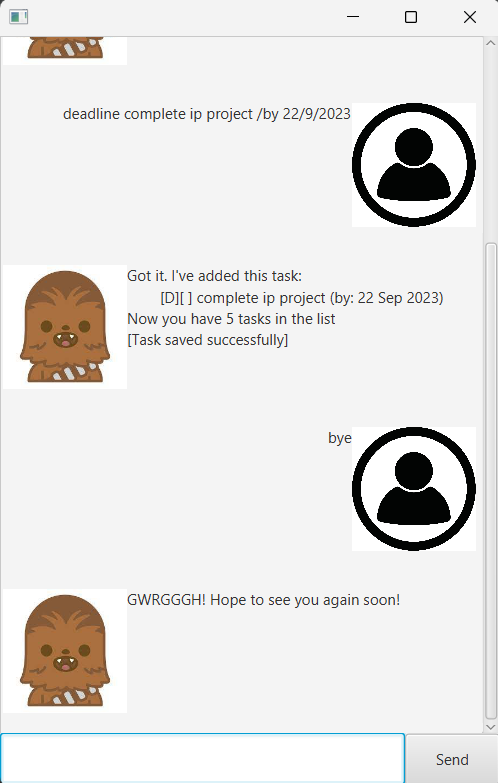 deadline complete ip project /by 22/9/2023
Got it. I've added this task:
[D][ ] complete ip project (by: 22 Sep 2023)
Now you have 5 tasks in the list
[Task saved successfully]
bye
GWRGGGH! Hope to see you again soon!
Send